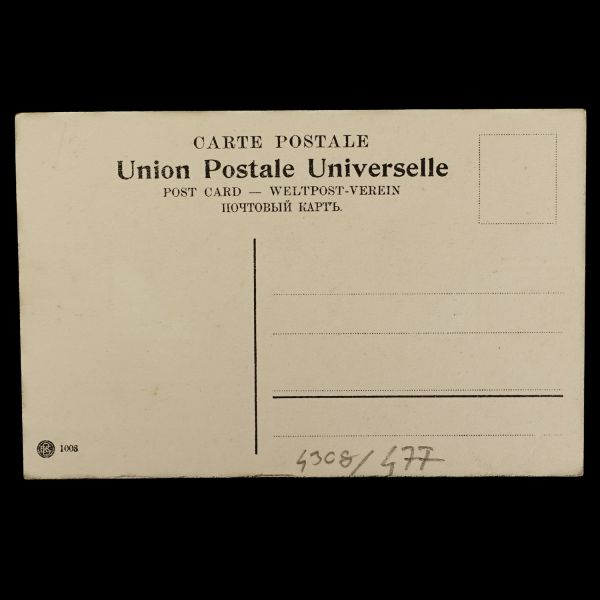 CARTE POSTALE
Union Postale Universelle
POST CARD — WELTPOST-VEREIN
ПОЧТОВЫЙ КАРТЪ.
1008
4308/477